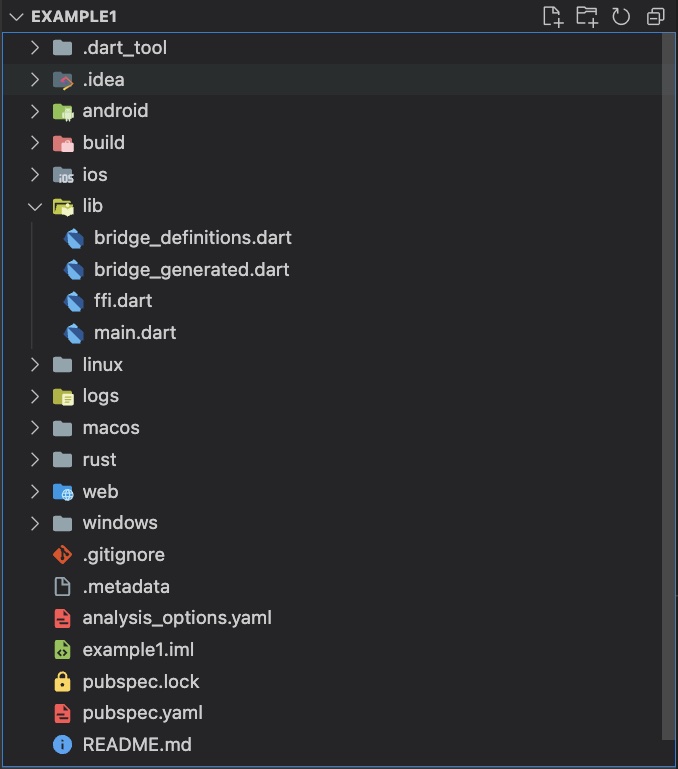 EXAMPLE1
.dart_tool
.idea
android
build
ios
lib
bridge_definitions.dart
bridge_generated.dart
ffi.dart
main.dart
linux
logs
macos
rust
web
windows
.gitignore
.metadata
analysis_options.yaml
example1.iml
pubspec.lock
pubspec.yaml
README.md